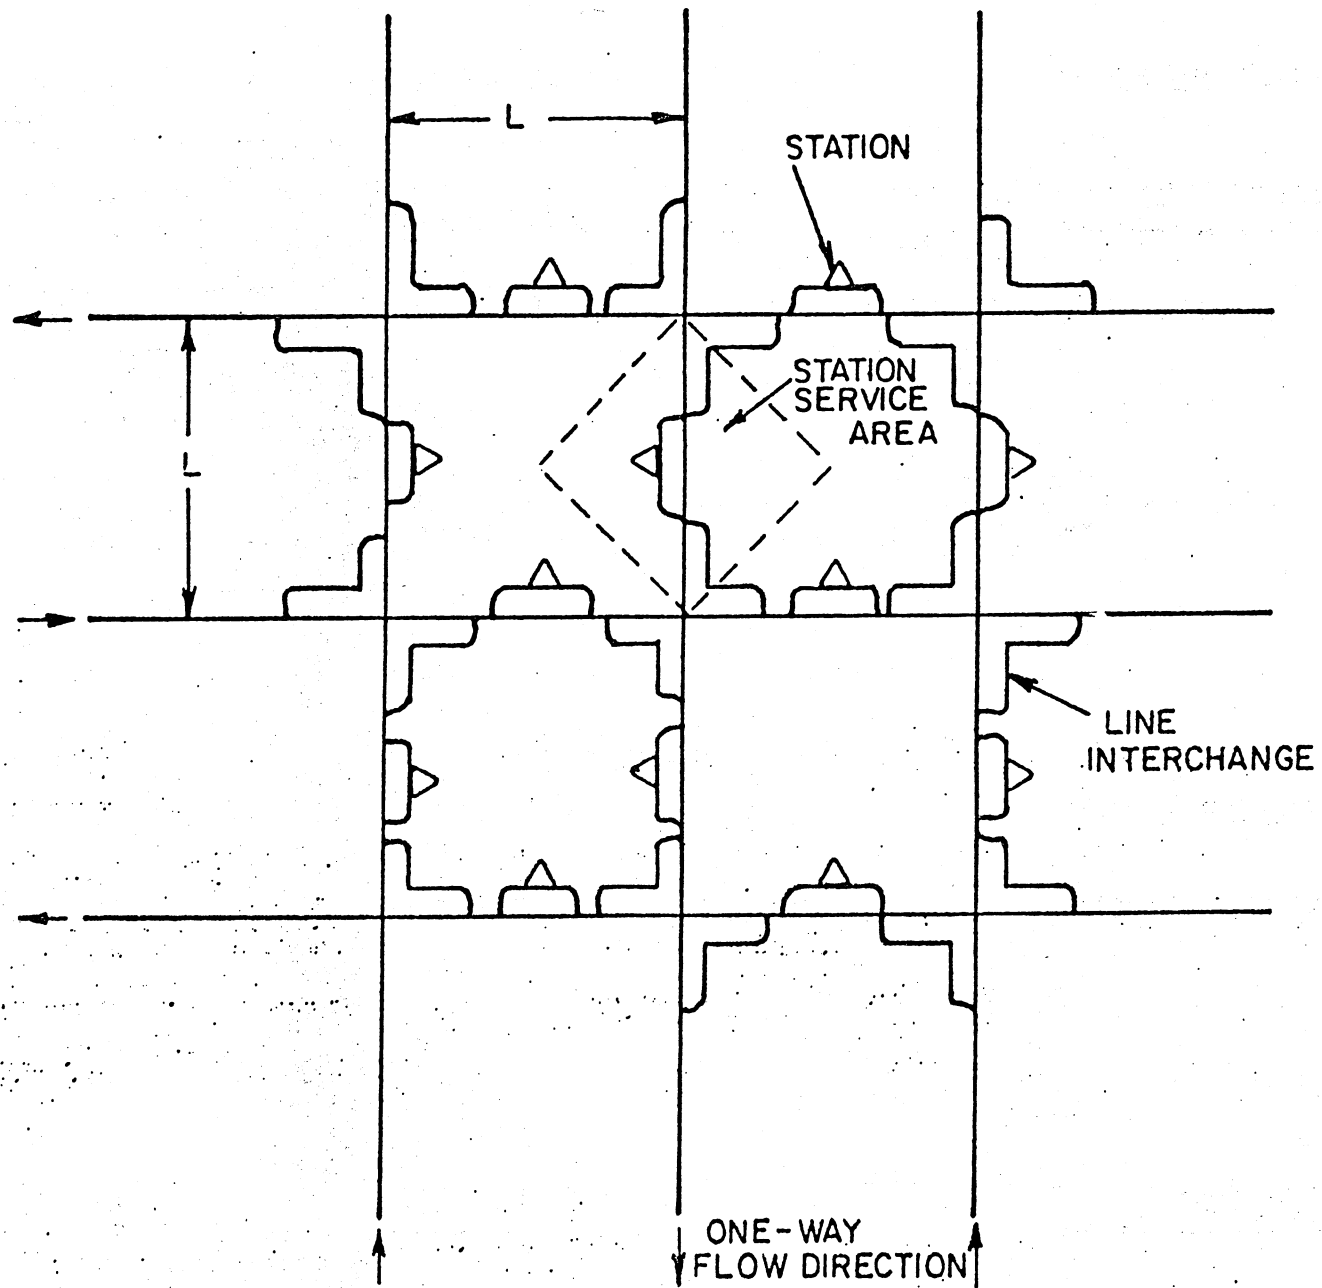 L
STATION
STATION
SERVICE
AREA
L
LINE
INTERCHANGE
ONE-WAY
FLOW DIRECTION